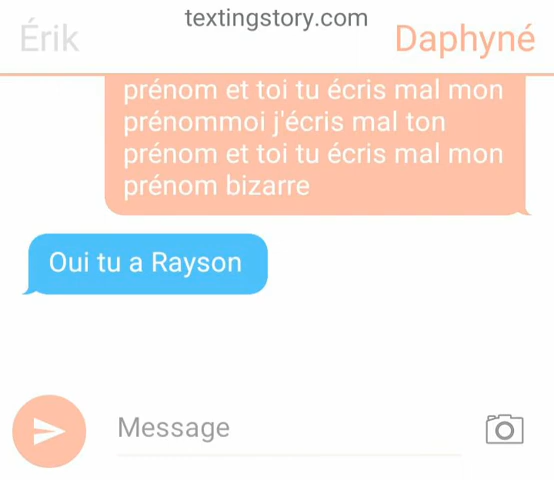 textingstory.com
Érik
Daphyné
prénom et toi tu écris mal mon
prénommoi j'écris mal ton
prénom et toi tu écris mal mon
prénom bizarre
Oui tu a Rayson
Message